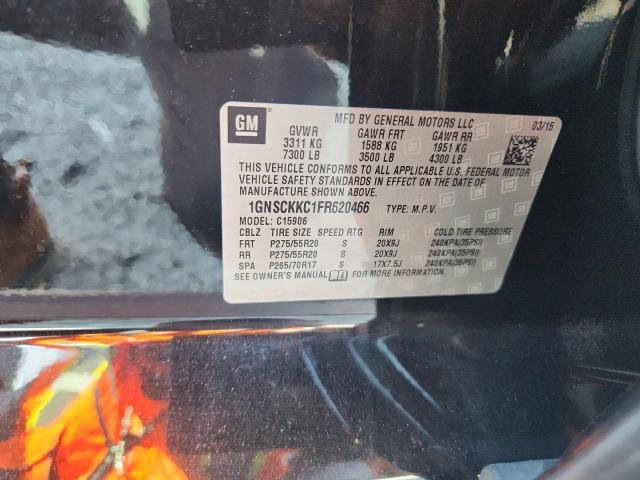 GM
MFD BY GENERAL MOTORS LLC 03/15
GVWR GAWR FRT GAWR RR
3311 KG 1588 KG 1951 KG
7300 LB 3500 LB 4300 LB
THIS VEHICLE CONFORMS TO ALL APPLICABLE U.S. FEDERAL MOTOR
VEHICLE SAFETY STANDARDS IN EFFECT ON THE DATE OF
MANUFACTURE SHOWN ABOVE.
1GNSCKKC1FR620466 TYPE: M.P.V.
MODEL: C15906
CBLZ TIRE SIZE SPEED RTG RIM COLD TIRE PRESSURE
FRT P275/55R20 S 20X9J 240KPA(35PSI)
RR P275/55R20 S 20X9J 240KPA(35PSI)
SPA P265/70R17 S 17X7.5J 240KPA(35PSI)
SEE OWNER'S MANUAL FOR MORE INFORMATION.